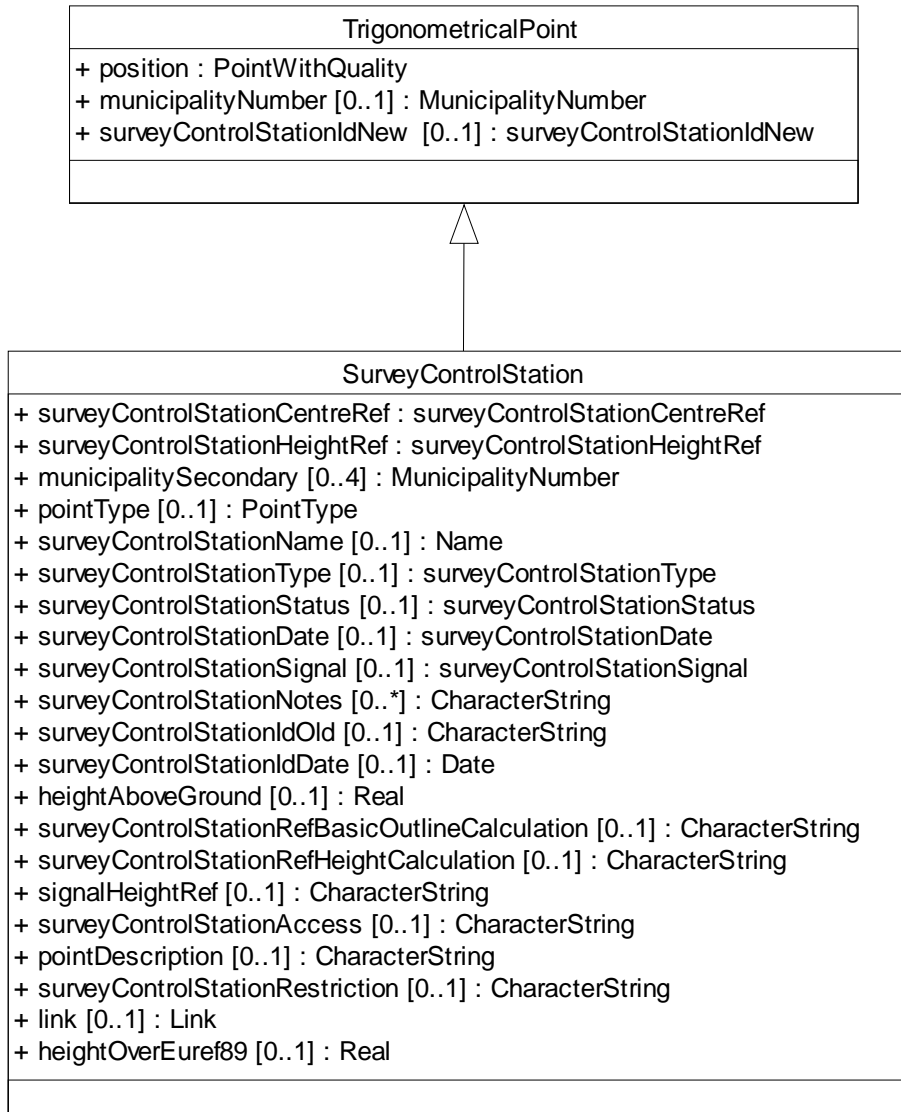 TrigonometricalPoint
+ position : PointWithQuality
+ municipalityNumber [0..1] : MunicipalityNumber
+ surveyControlStationIdNew [0..1] : surveyControlStationIdNew
SurveyControlStation
+ surveyControlStationCentreRef : surveyControlStationCentreRef
+ surveyControlStationHeightRef : surveyControlStationHeightRef
+ municipalitySecondary [0..4] : MunicipalityNumber
+ pointType [0..1] : PointType
+ surveyControlStationName [0..1] : Name
+ surveyControlStationType [0..1] : surveyControlStationType
+ surveyControlStationStatus [0..1] : surveyControlStationStatus
+ surveyControlStationDate [0..1] : surveyControlStationDate
+ surveyControlStationSignal [0..1] : surveyControlStationSignal
+ surveyControlStationNotes [0..*] : CharacterString
+ surveyControlStationIdOld [0..1] : CharacterString
+ surveyControlStationIdDate [0..1] : Date
+ heightAboveGround [0..1] : Real
+ surveyControlStationRefBasicOutlineCalculation [0..1] : CharacterString
+ surveyControlStationRefHeightCalculation [0..1] : CharacterString
+ signalHeightRef [0..1] : CharacterString
+ surveyControlStationAccess [0..1] : CharacterString
+ pointDescription [0..1] : CharacterString
+ surveyControlStationRestriction [0..1] : CharacterString
+ link [0..1] : Link
+ heightOverEuref89 [0..1] : Real